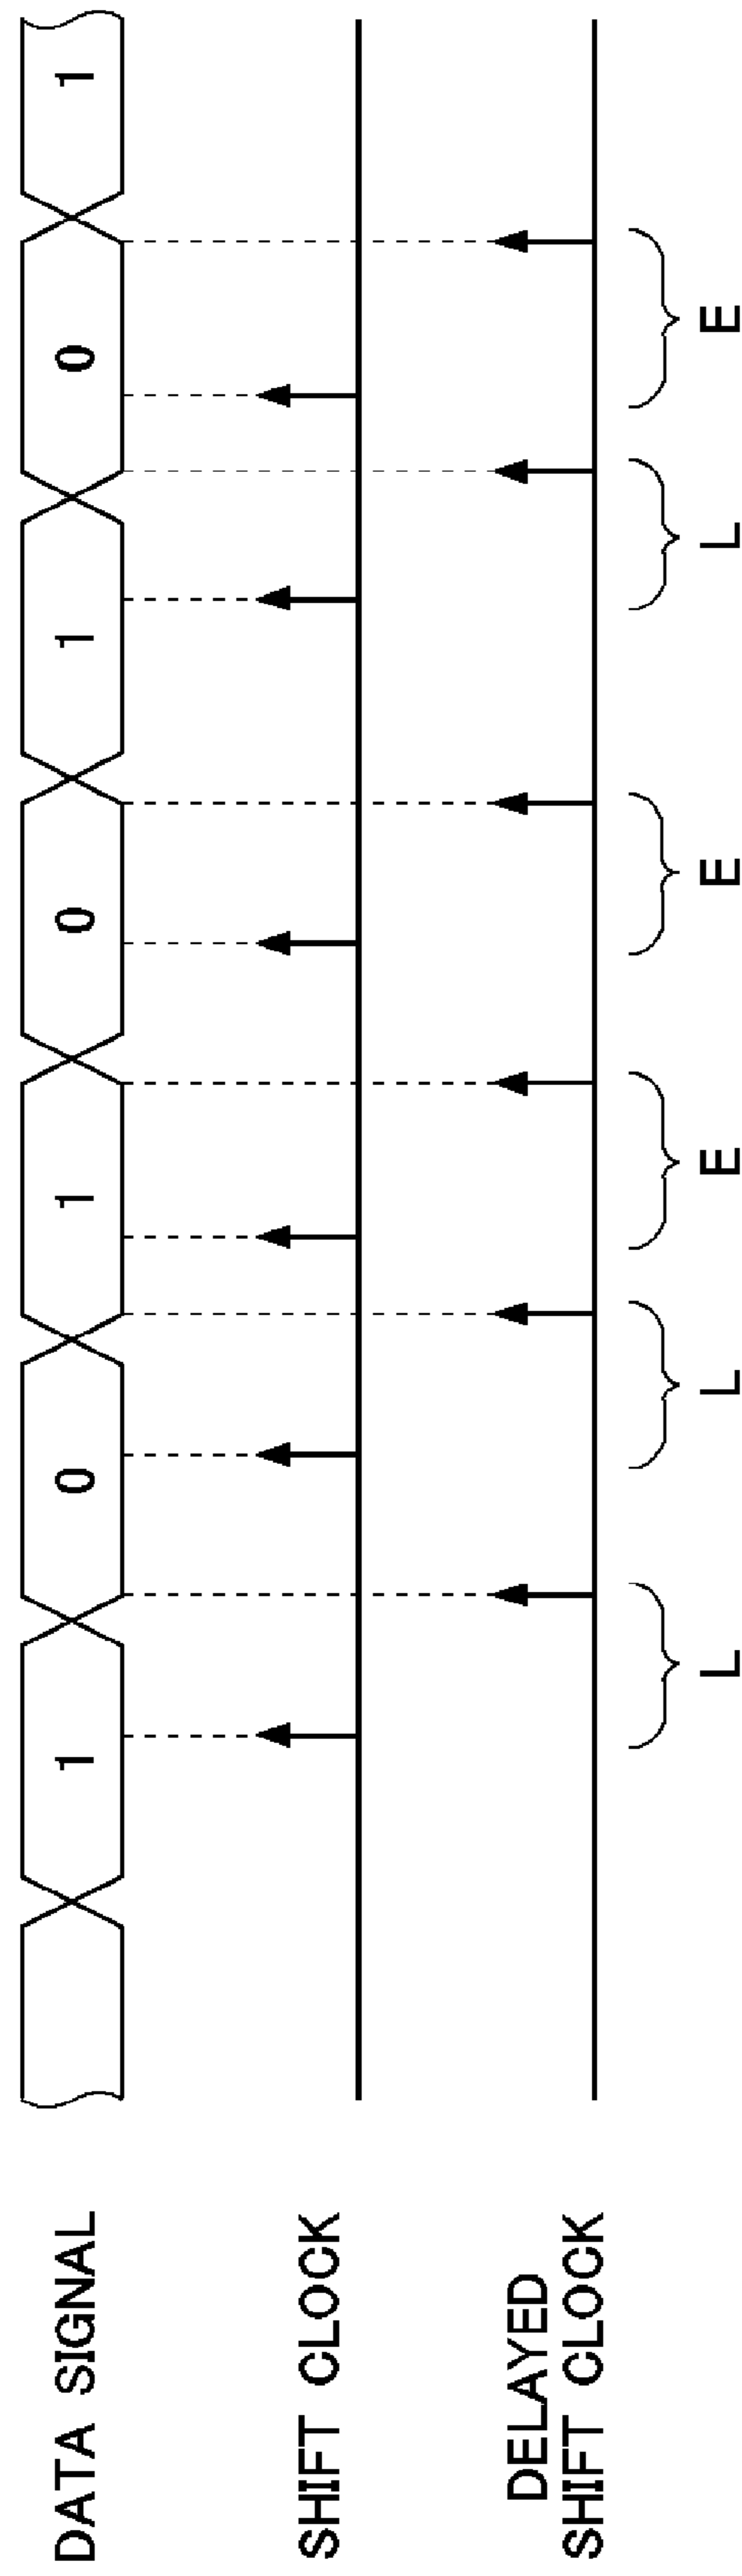 DATA SIGNAL 1 0 1 0 1 0 1
SHIFT CLOCK
DELAYED
SHIFT CLOCK
L L E E L E